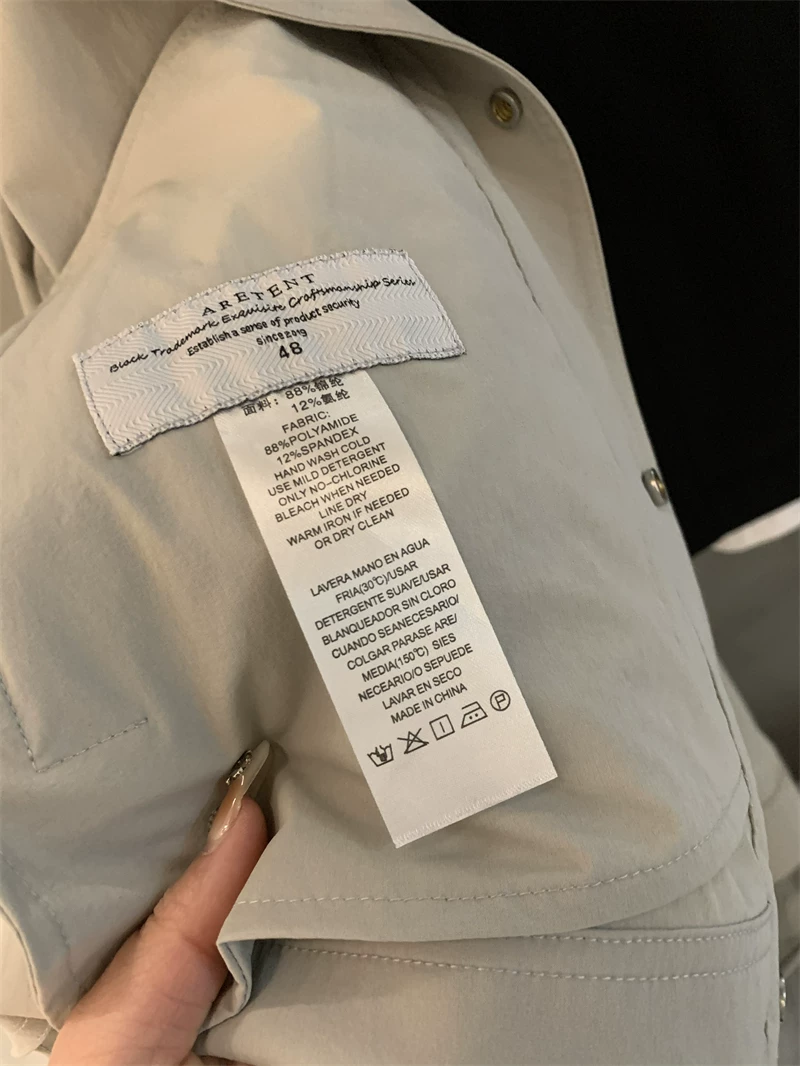 ARETENT
Black Trademark Exquisite Craftsmanship Series
Establish a sense of product security
since2019
48
面料：88%锦纶
12%氨纶
FABRIC:
88%POLYAMIDE
12%SPANDEX
HAND WASH COLD
USE MILD DETERGENT
ONLY NO-CHLORINE
BLEACH WHEN NEEDED
LINE DRY
WARM IRON IF NEEDED
OR DRY CLEAN
LAVERA MANO EN AGUA
FRIA(30℃)/USAR
DETERGENTE SUAVE/USAR
BLANQUEADOR SIN CLORO
CUANDO SEANECESARIO/
COLGAR PARASE ARE/
MEDIA(150℃) SIES
NECEARIO/O SEPUEDE
LAVAR EN SECO
MADE IN CHINA
P